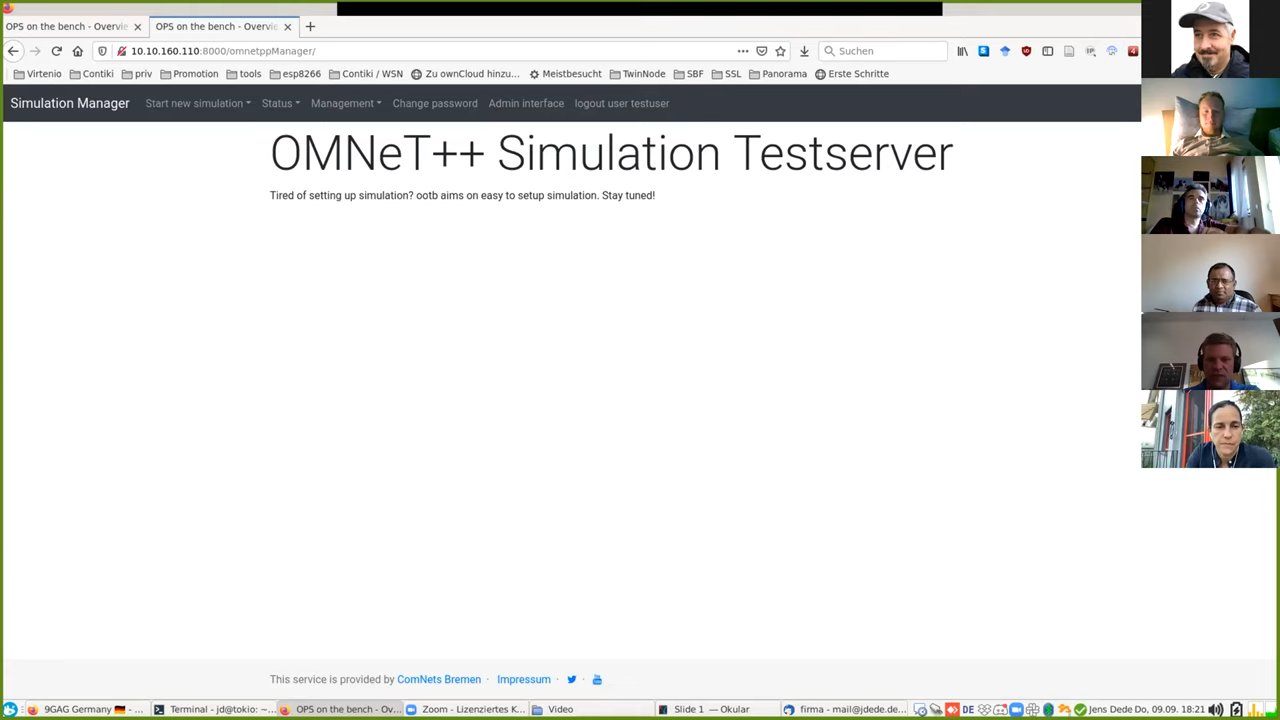 OPS on the bench - Overvie
OPS on the bench - Overvie
10.10.160.110:8000/omnetppManager/
Suchen
4
Virtenio
Contiki
priv
Promotion
tools
esp8266
Contiki / WSN
Zu ownCloud hinzu...
Meistbesucht
TwinNode
SBF
SSL
Panorama
Erste Schritte
Simulation Manager
Start new simulation
Status
Management
Change password
Admin interface
logout user testuser
OMNeT++ Simulation Testserver
Tired of setting up simulation? ootb aims on easy to setup simulation. Stay tuned!
This service is provided by ComNets Bremen · Impressum · ·
9GAG Germany - ...
Terminal - jd@tokio: ~...
OPS on the bench - Ov...
Zoom - Lizenziertes K...
Video
Slide 1 — Okular
firma - mail@jdede.de...
DE
Jens Dede Do, 09.09. 18:21